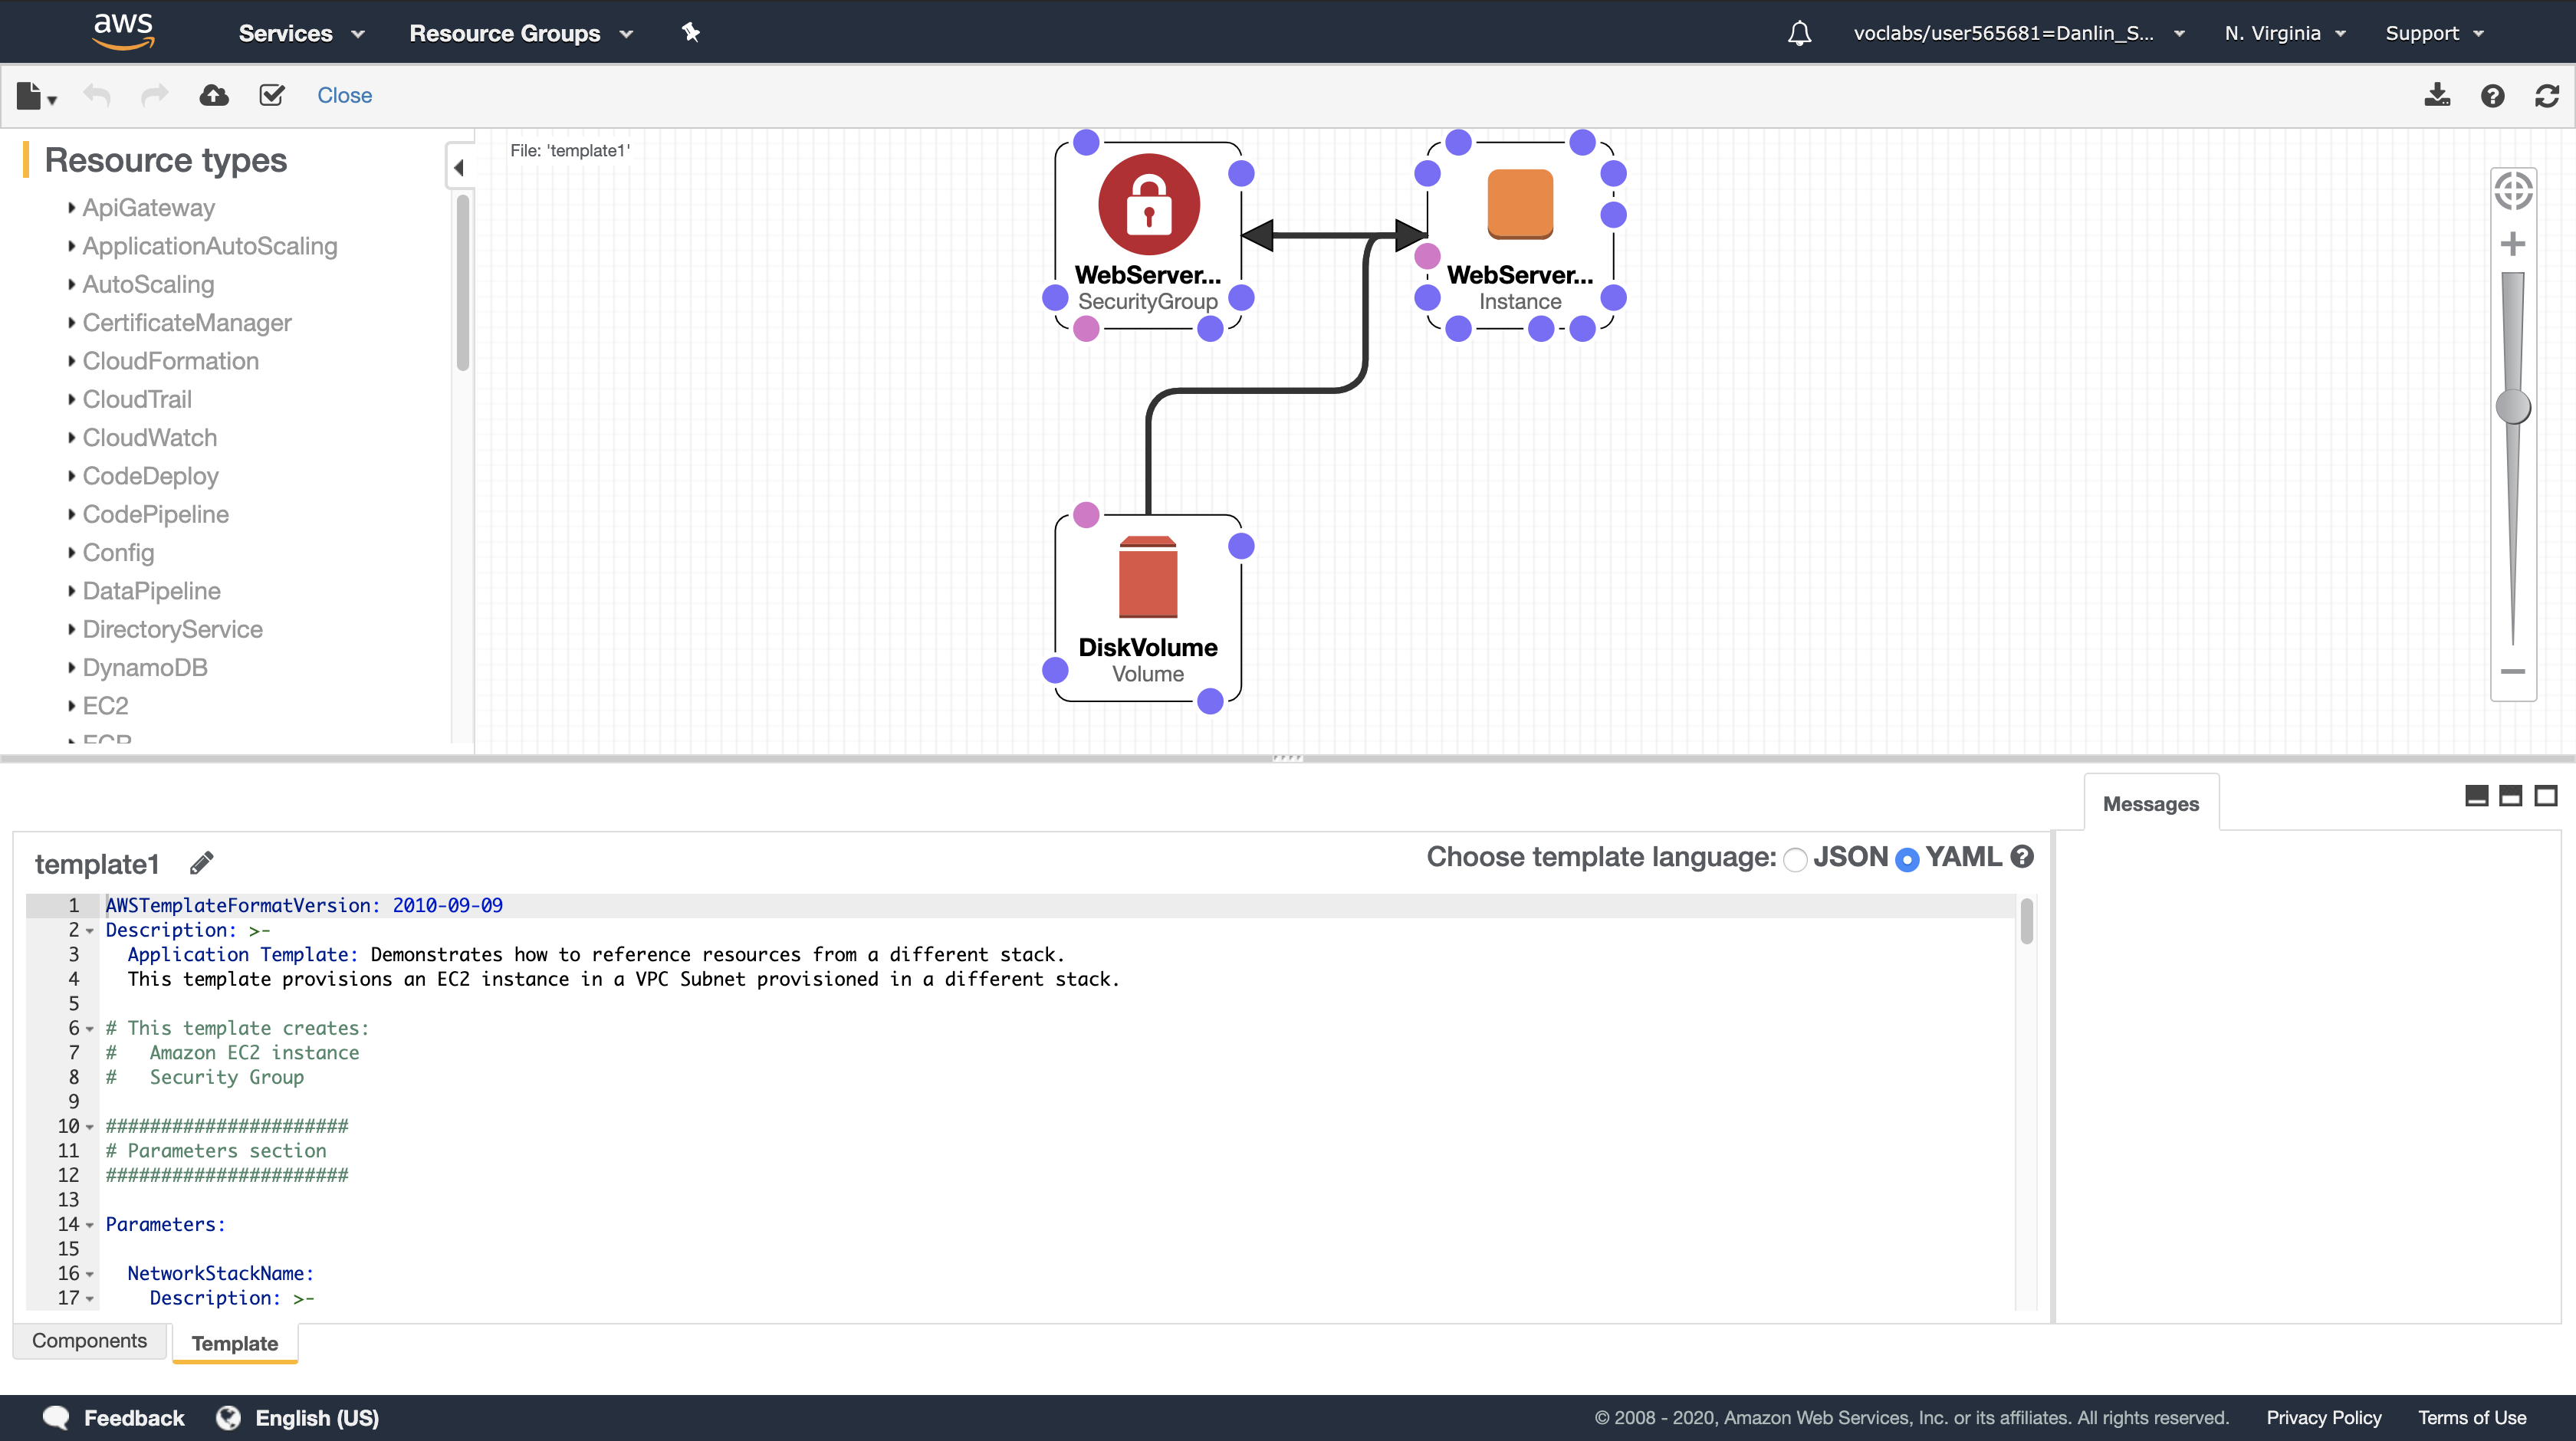 aws
Services
Resource Groups
voclabs/user565681=Danlin_S...
N. Virginia
Support
Close
Resource types
ApiGateway
ApplicationAutoScaling
AutoScaling
CertificateManager
CloudFormation
CloudTrail
CloudWatch
CodeDeploy
CodePipeline
Config
DataPipeline
DirectoryService
DynamoDB
EC2
ECR
File: 'template1'
WebServer...
SecurityGroup
WebServer...
Instance
DiskVolume
Volume
Messages
template1
Choose template language: JSON YAML
1 AWSTemplateFormatVersion: 2010-09-09
2 Description: >-
3 Application Template: Demonstrates how to reference resources from a different stack.
4 This template provisions an EC2 instance in a VPC Subnet provisioned in a different stack.
5
6 # This template creates:
7 #   Amazon EC2 instance
8 #   Security Group
9
10 ######################
11 # Parameters section
12 ######################
13
14 Parameters:
15
16 NetworkStackName:
17 Description: >-
Components
Template
Feedback
English (US)
© 2008 - 2020, Amazon Web Services, Inc. or its affiliates. All rights reserved.
Privacy Policy
Terms of Use